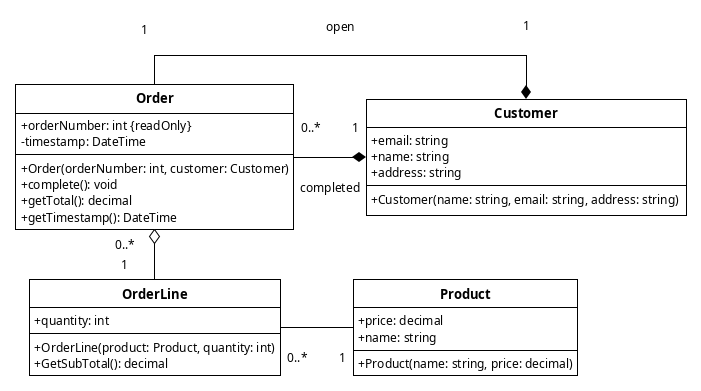 1
open
1
Order
+orderNumber: int {readOnly}
-timestamp: DateTime
+Order(orderNumber: int, customer: Customer)
+complete(): void
+getTotal(): decimal
+getTimestamp(): DateTime
0..*
1
completed
Customer
+email: string
+name: string
+address: string
+Customer(name: string, email: string, address: string)
0..*
1
OrderLine
+quantity: int
+OrderLine(product: Product, quantity: int)
+GetSubTotal(): decimal
0..*
1
Product
+price: decimal
+name: string
+Product(name: string, price: decimal)